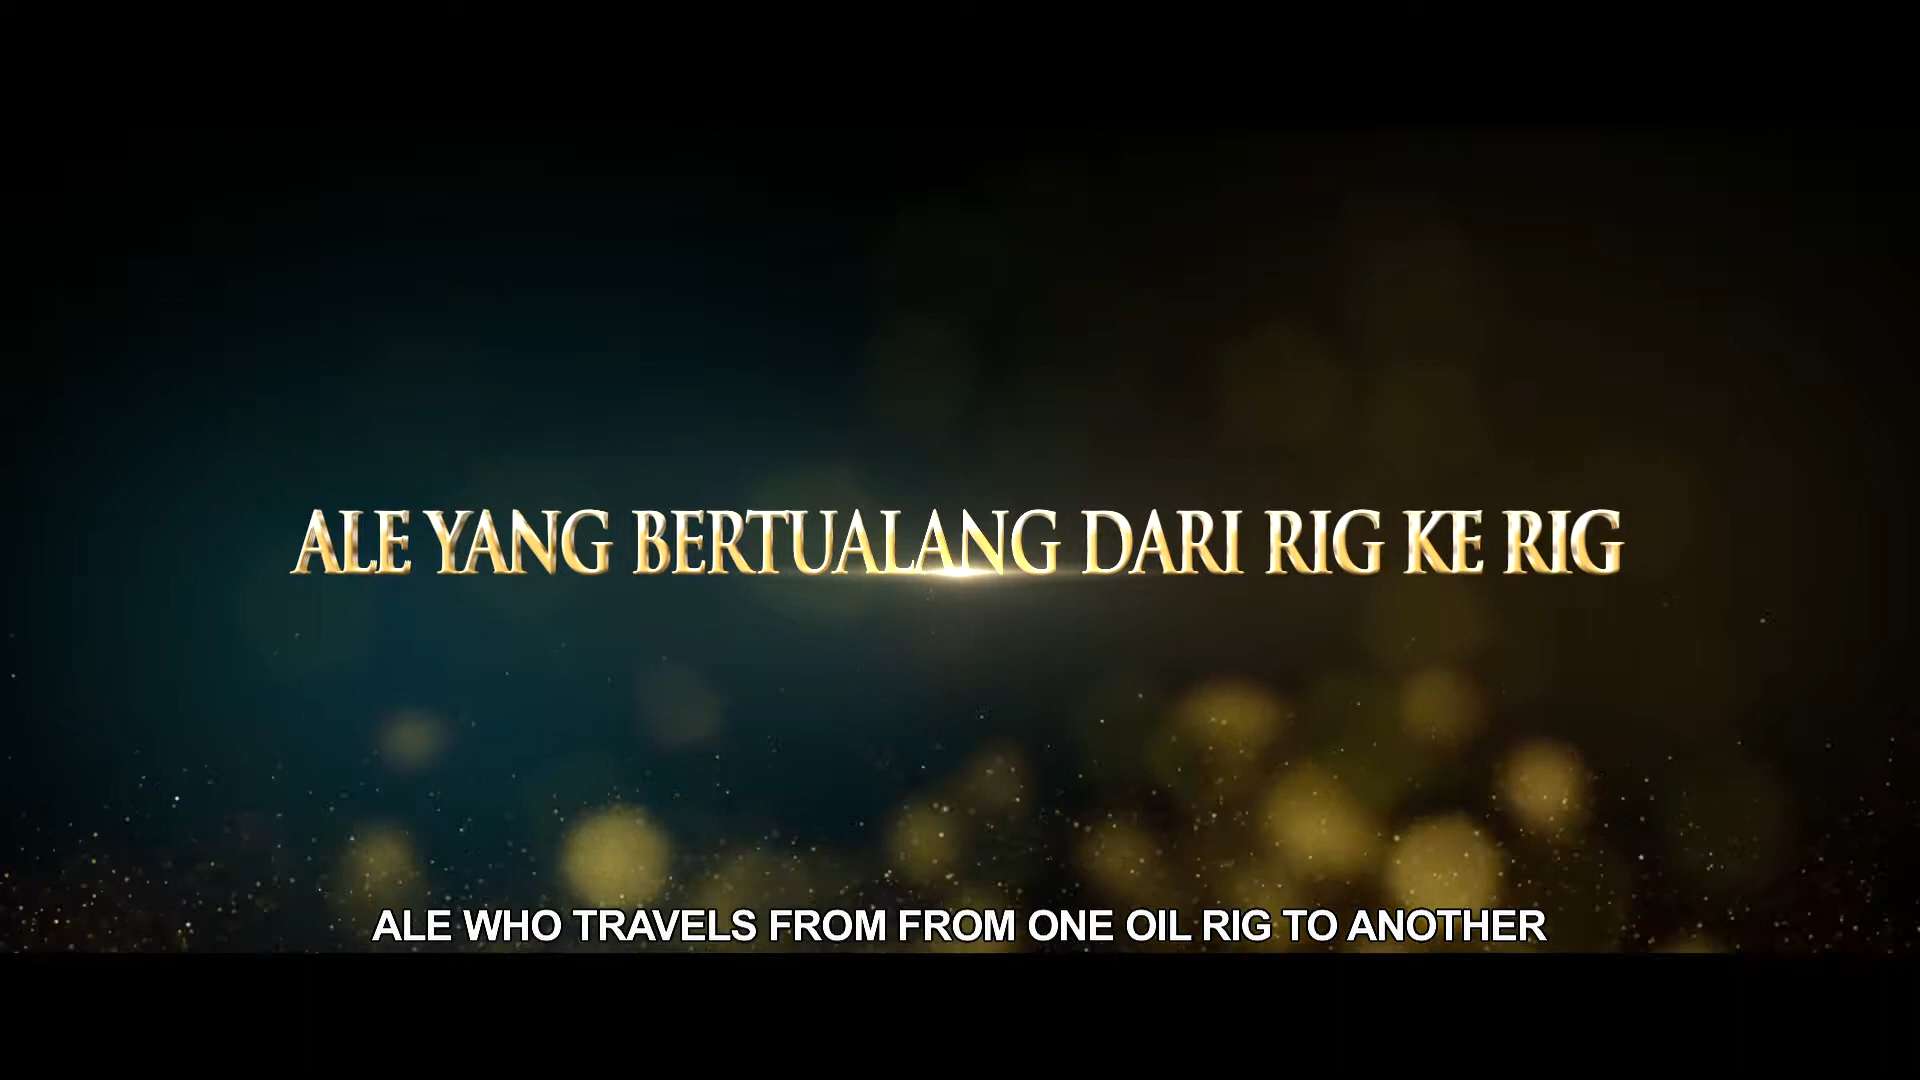 ALE YANG BERTUALANG DARI RIG KE RIG
ALE WHO TRAVELS FROM FROM ONE OIL RIG TO ANOTHER